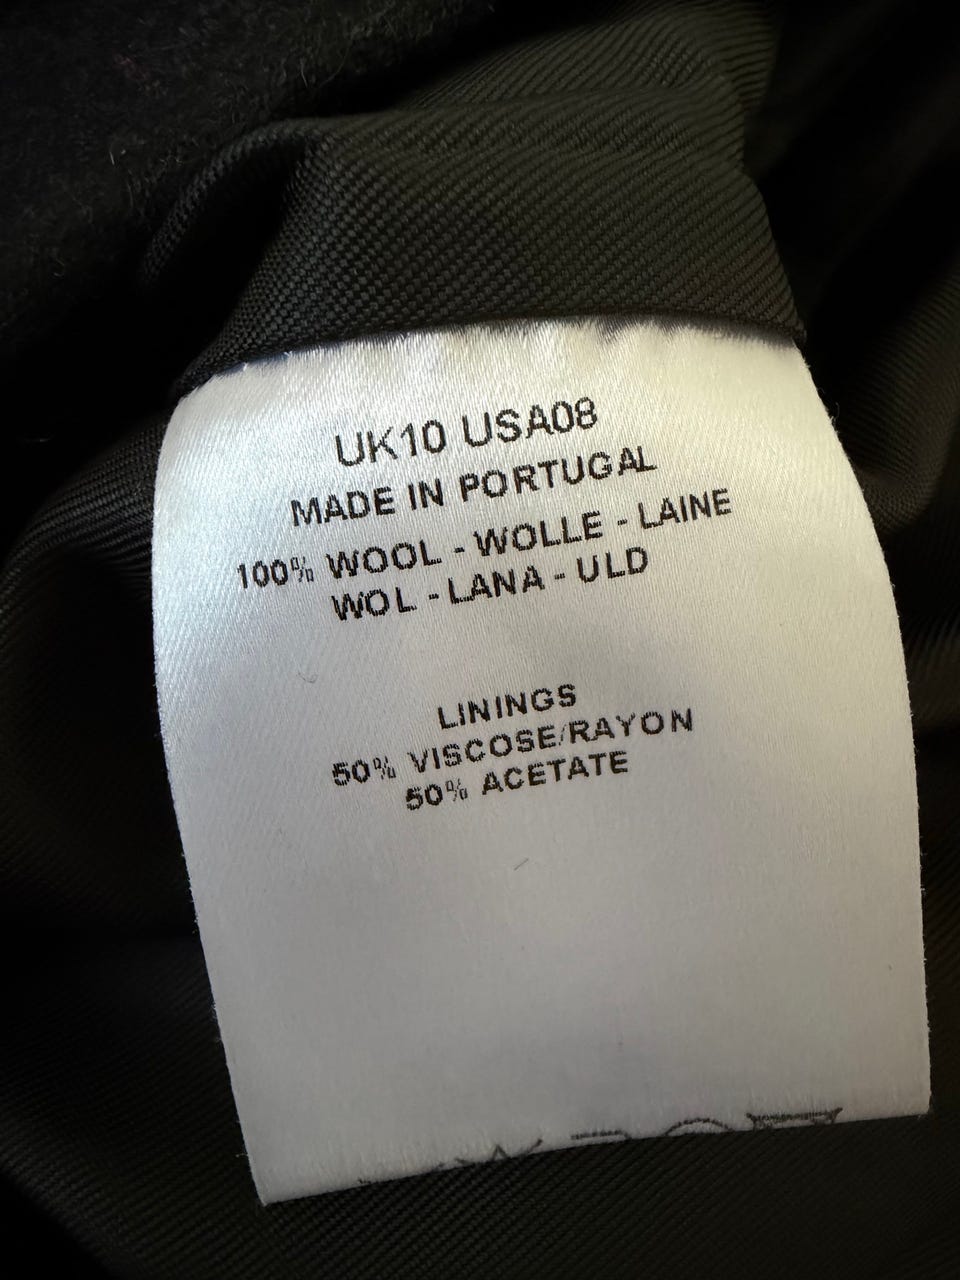 UK10 USA08
MADE IN PORTUGAL
100% WOOL - WOLLE - LAINE
WOL - LANA - ULD
LININGS
50% VISCOSE/RAYON
50% ACETATE